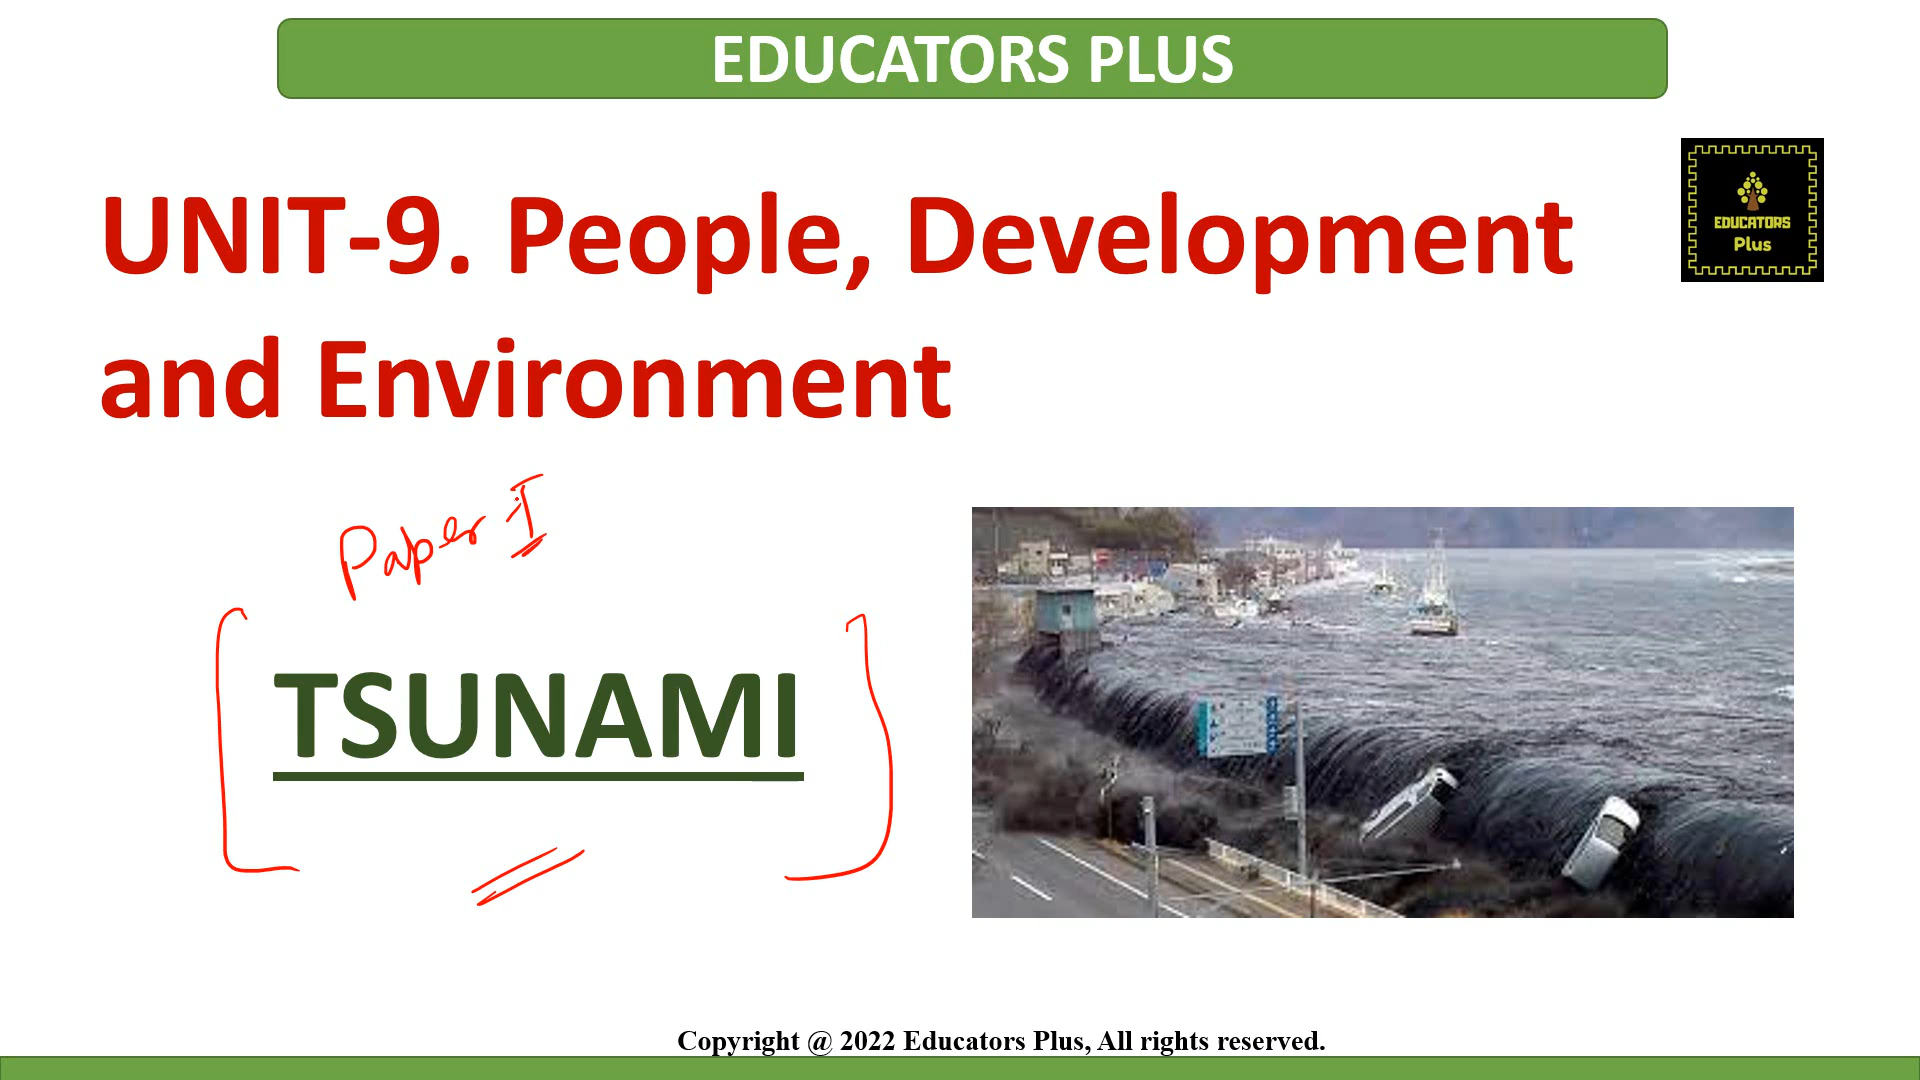 EDUCATORS PLUS
EDUCATORS
Plus
UNIT-9. People, Development
and Environment
Paper I
TSUNAMI
Copyright @ 2022 Educators Plus, All rights reserved.